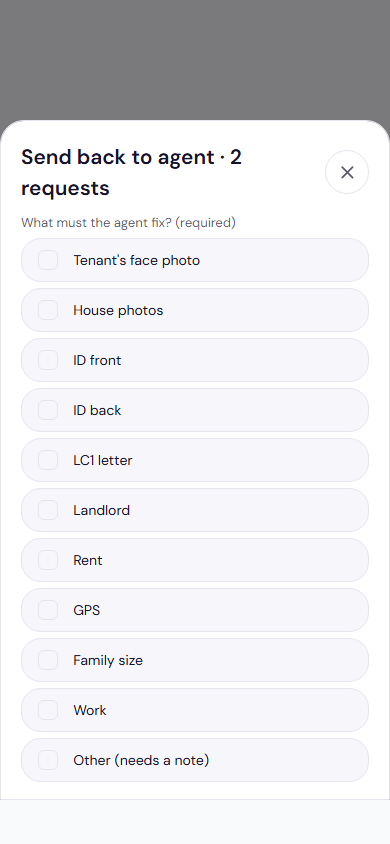 Send back to agent · 2
requests
What must the agent fix? (required)
Tenant's face photo
House photos
ID front
ID back
LC1 letter
Landlord
Rent
GPS
Family size
Work
Other (needs a note)